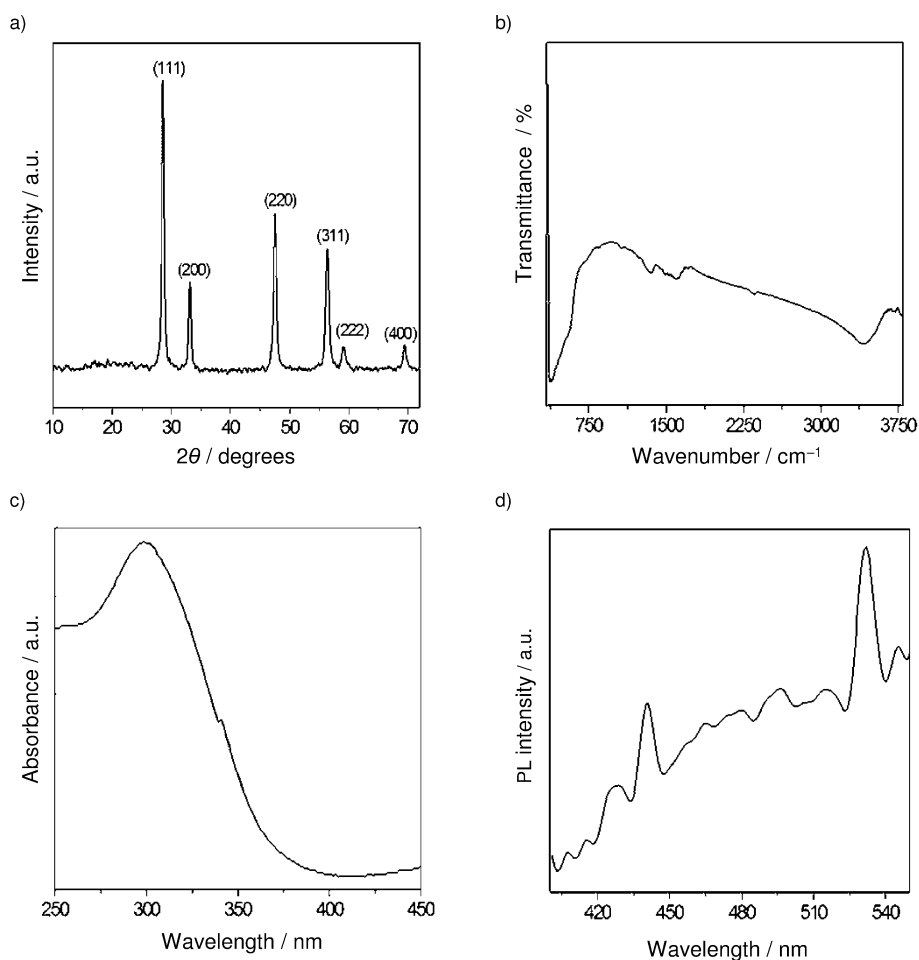 a)
(111)
(200)
(220)
(311)
(222)
(400)
Intensity / a.u.
10 20 30 40 50 60 70
2θ / degrees
b)
Transmittance / %
750 1500 2250 3000 3750
Wavenumber / cm⁻¹
c)
Absorbance / a.u.
250 300 350 400 450
Wavelength / nm
d)
PL intensity / a.u.
420 450 480 510 540
Wavelength / nm